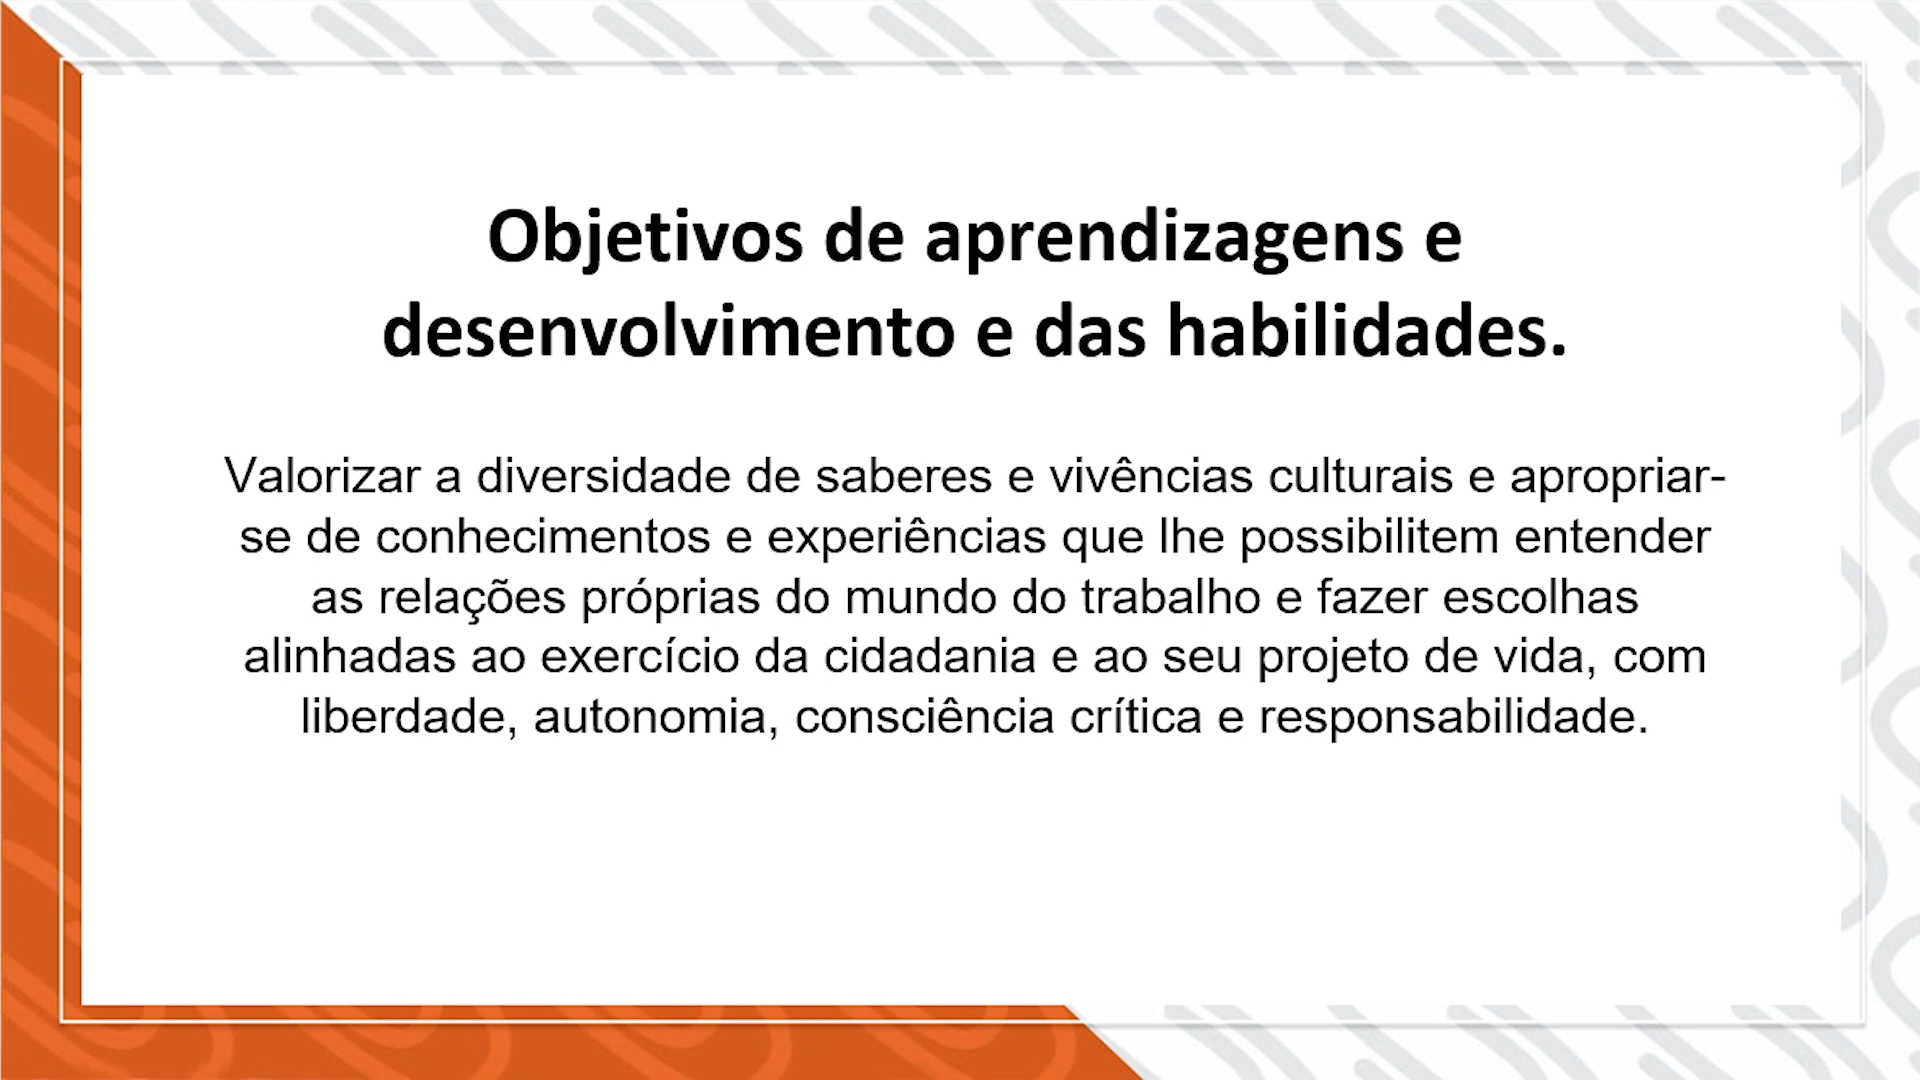 Objetivos de aprendizagens e
desenvolvimento e das habilidades.
Valorizar a diversidade de saberes e vivências culturais e apropriar-
se de conhecimentos e experiências que lhe possibilitem entender
as relações próprias do mundo do trabalho e fazer escolhas
alinhadas ao exercício da cidadania e ao seu projeto de vida, com
liberdade, autonomia, consciência crítica e responsabilidade.